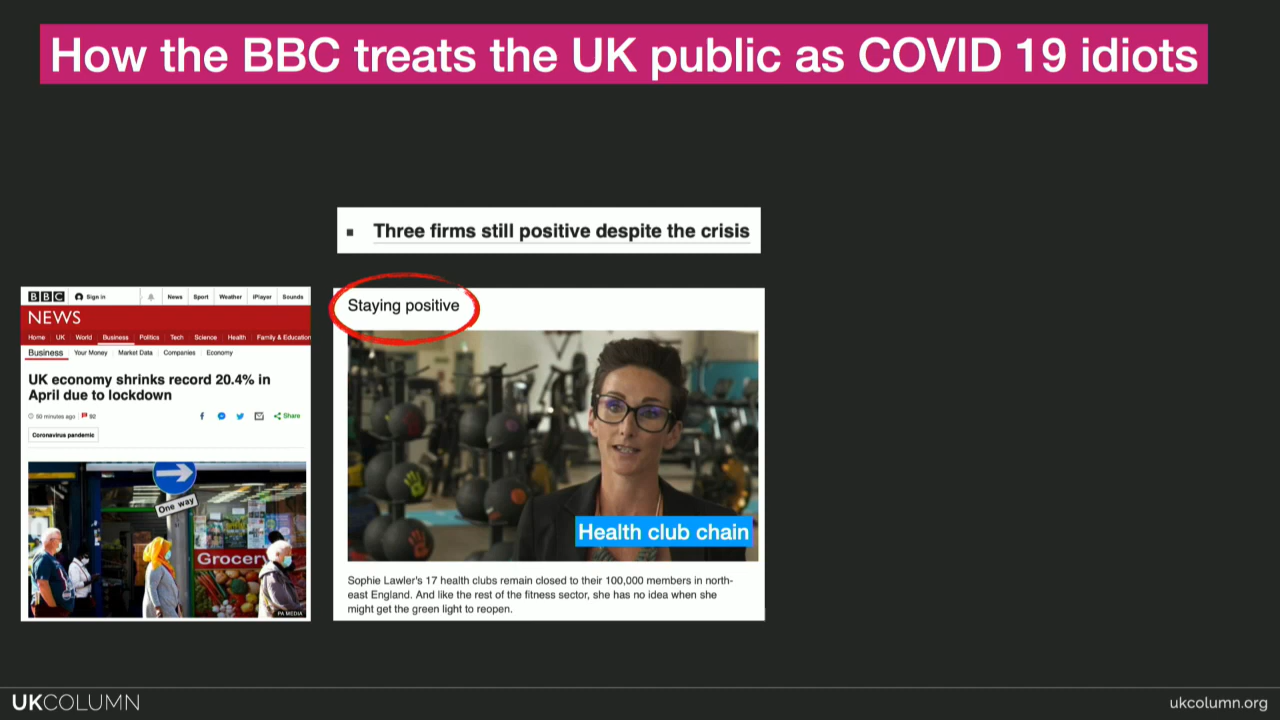 How the BBC treats the UK public as COVID 19 idiots
Three firms still positive despite the crisis
BBC Sign in News Sport Weather iPlayer Sounds
NEWS
Home UK World Business Politics Tech Science Health Family & Education
Business Your Money Market Data Companies Economy
UK economy shrinks record 20.4% in
April due to lockdown
50 minutes ago 92 Share
Coronavirus pandemic
One way
Grocery
PA MEDIA
Staying positive
Health club chain
Sophie Lawler's 17 health clubs remain closed to their 100,000 members in north-
east England. And like the rest of the fitness sector, she has no idea when she
might get the green light to reopen.
UKCOLUMN
ukcolumn.org